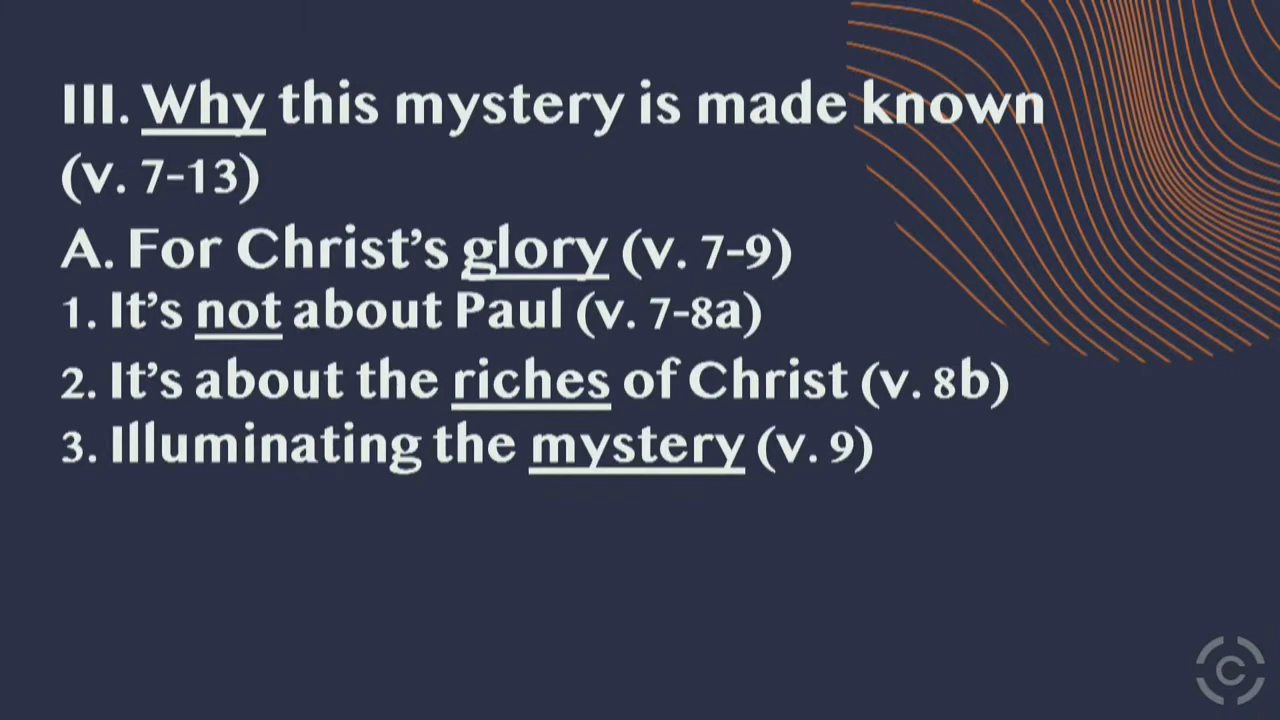 III. Why this mystery is made known
(v. 7-13)
A. For Christ's glory (v. 7-9)
1. It's not about Paul (v. 7-8a)
2. It's about the riches of Christ (v. 8b)
3. Illuminating the mystery (v. 9)
C